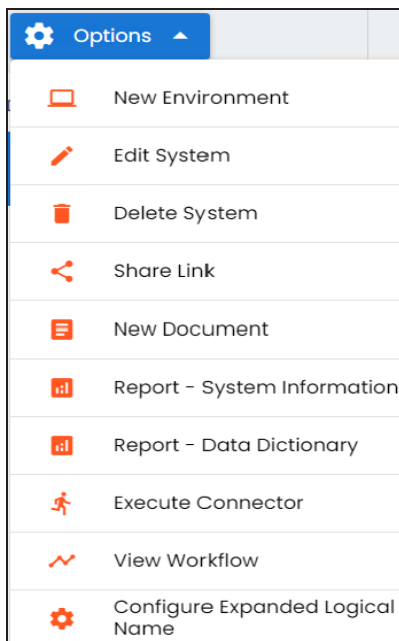 Options
New Environment
Edit System
Delete System
Share Link
New Document
Report - System Information
Report - Data Dictionary
Execute Connector
View Workflow
Configure Expanded Logical
Name